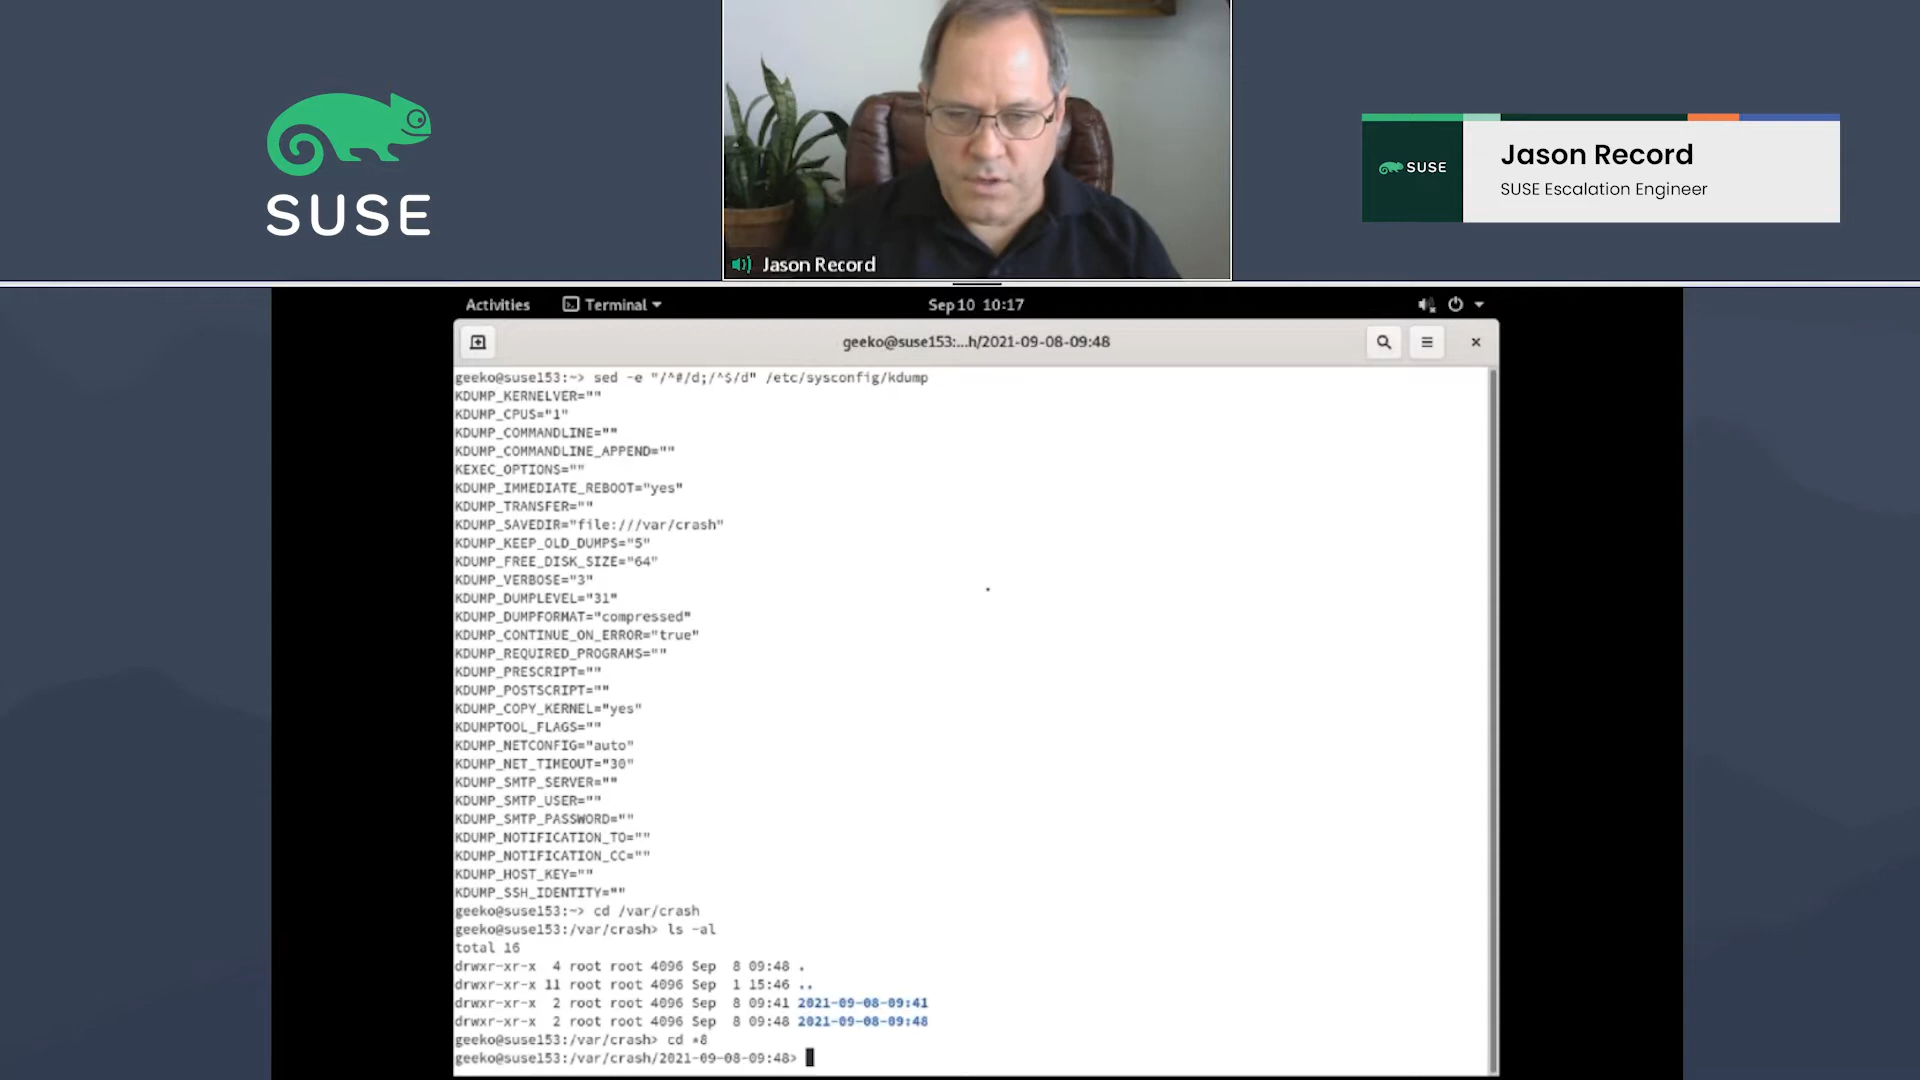 SUSE
Jason Record
SUSE
Jason Record
SUSE Escalation Engineer
Activities
Terminal
Sep 10 10:17
geeko@suse153:...h/2021-09-08-09:48
geeko@suse153:~> sed -e "/^#/d;/^$/d" /etc/sysconfig/kdump
KDUMP_KERNELVER=""
KDUMP_CPUS="1"
KDUMP_COMMANDLINE=""
KDUMP_COMMANDLINE_APPEND=""
KEXEC_OPTIONS=""
KDUMP_IMMEDIATE_REBOOT="yes"
KDUMP_TRANSFER=""
KDUMP_SAVEDIR="file:///var/crash"
KDUMP_KEEP_OLD_DUMPS="5"
KDUMP_FREE_DISK_SIZE="64"
KDUMP_VERBOSE="3"
KDUMP_DUMPLEVEL="31"
KDUMP_DUMPFORMAT="compressed"
KDUMP_CONTINUE_ON_ERROR="true"
KDUMP_REQUIRED_PROGRAMS=""
KDUMP_PRESCRIPT=""
KDUMP_POSTSCRIPT=""
KDUMP_COPY_KERNEL="yes"
KDUMPTOOL_FLAGS=""
KDUMP_NETCONFIG="auto"
KDUMP_NET_TIMEOUT="30"
KDUMP_SMTP_SERVER=""
KDUMP_SMTP_USER=""
KDUMP_SMTP_PASSWORD=""
KDUMP_NOTIFICATION_TO=""
KDUMP_NOTIFICATION_CC=""
KDUMP_HOST_KEY=""
KDUMP_SSH_IDENTITY=""
geeko@suse153:~> cd /var/crash
geeko@suse153:/var/crash> ls -al
total 16
drwxr-xr-x  4 root root 4096 Sep  8 09:48 .
drwxr-xr-x 11 root root 4096 Sep  1 15:46 ..
drwxr-xr-x  2 root root 4096 Sep  8 09:41 2021-09-08-09:41
drwxr-xr-x  2 root root 4096 Sep  8 09:48 2021-09-08-09:48
geeko@suse153:/var/crash> cd *8
geeko@suse153:/var/crash/2021-09-08-09:48>